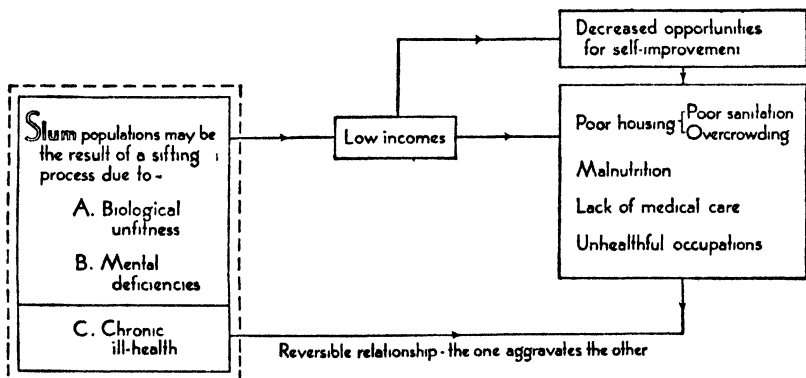 Slum populations may be
the result of a sifting
process due to-
A. Biological
unfitness
B. Mental
deficiencies
C. Chronic
ill-health
Low incomes
Decreased opportunities
for self-improvement
Poor housing { Poor sanitation
Overcrowding
Malnutrition
Lack of medical care
Unhealthful occupations
Reversible relationship - the one aggravates the other